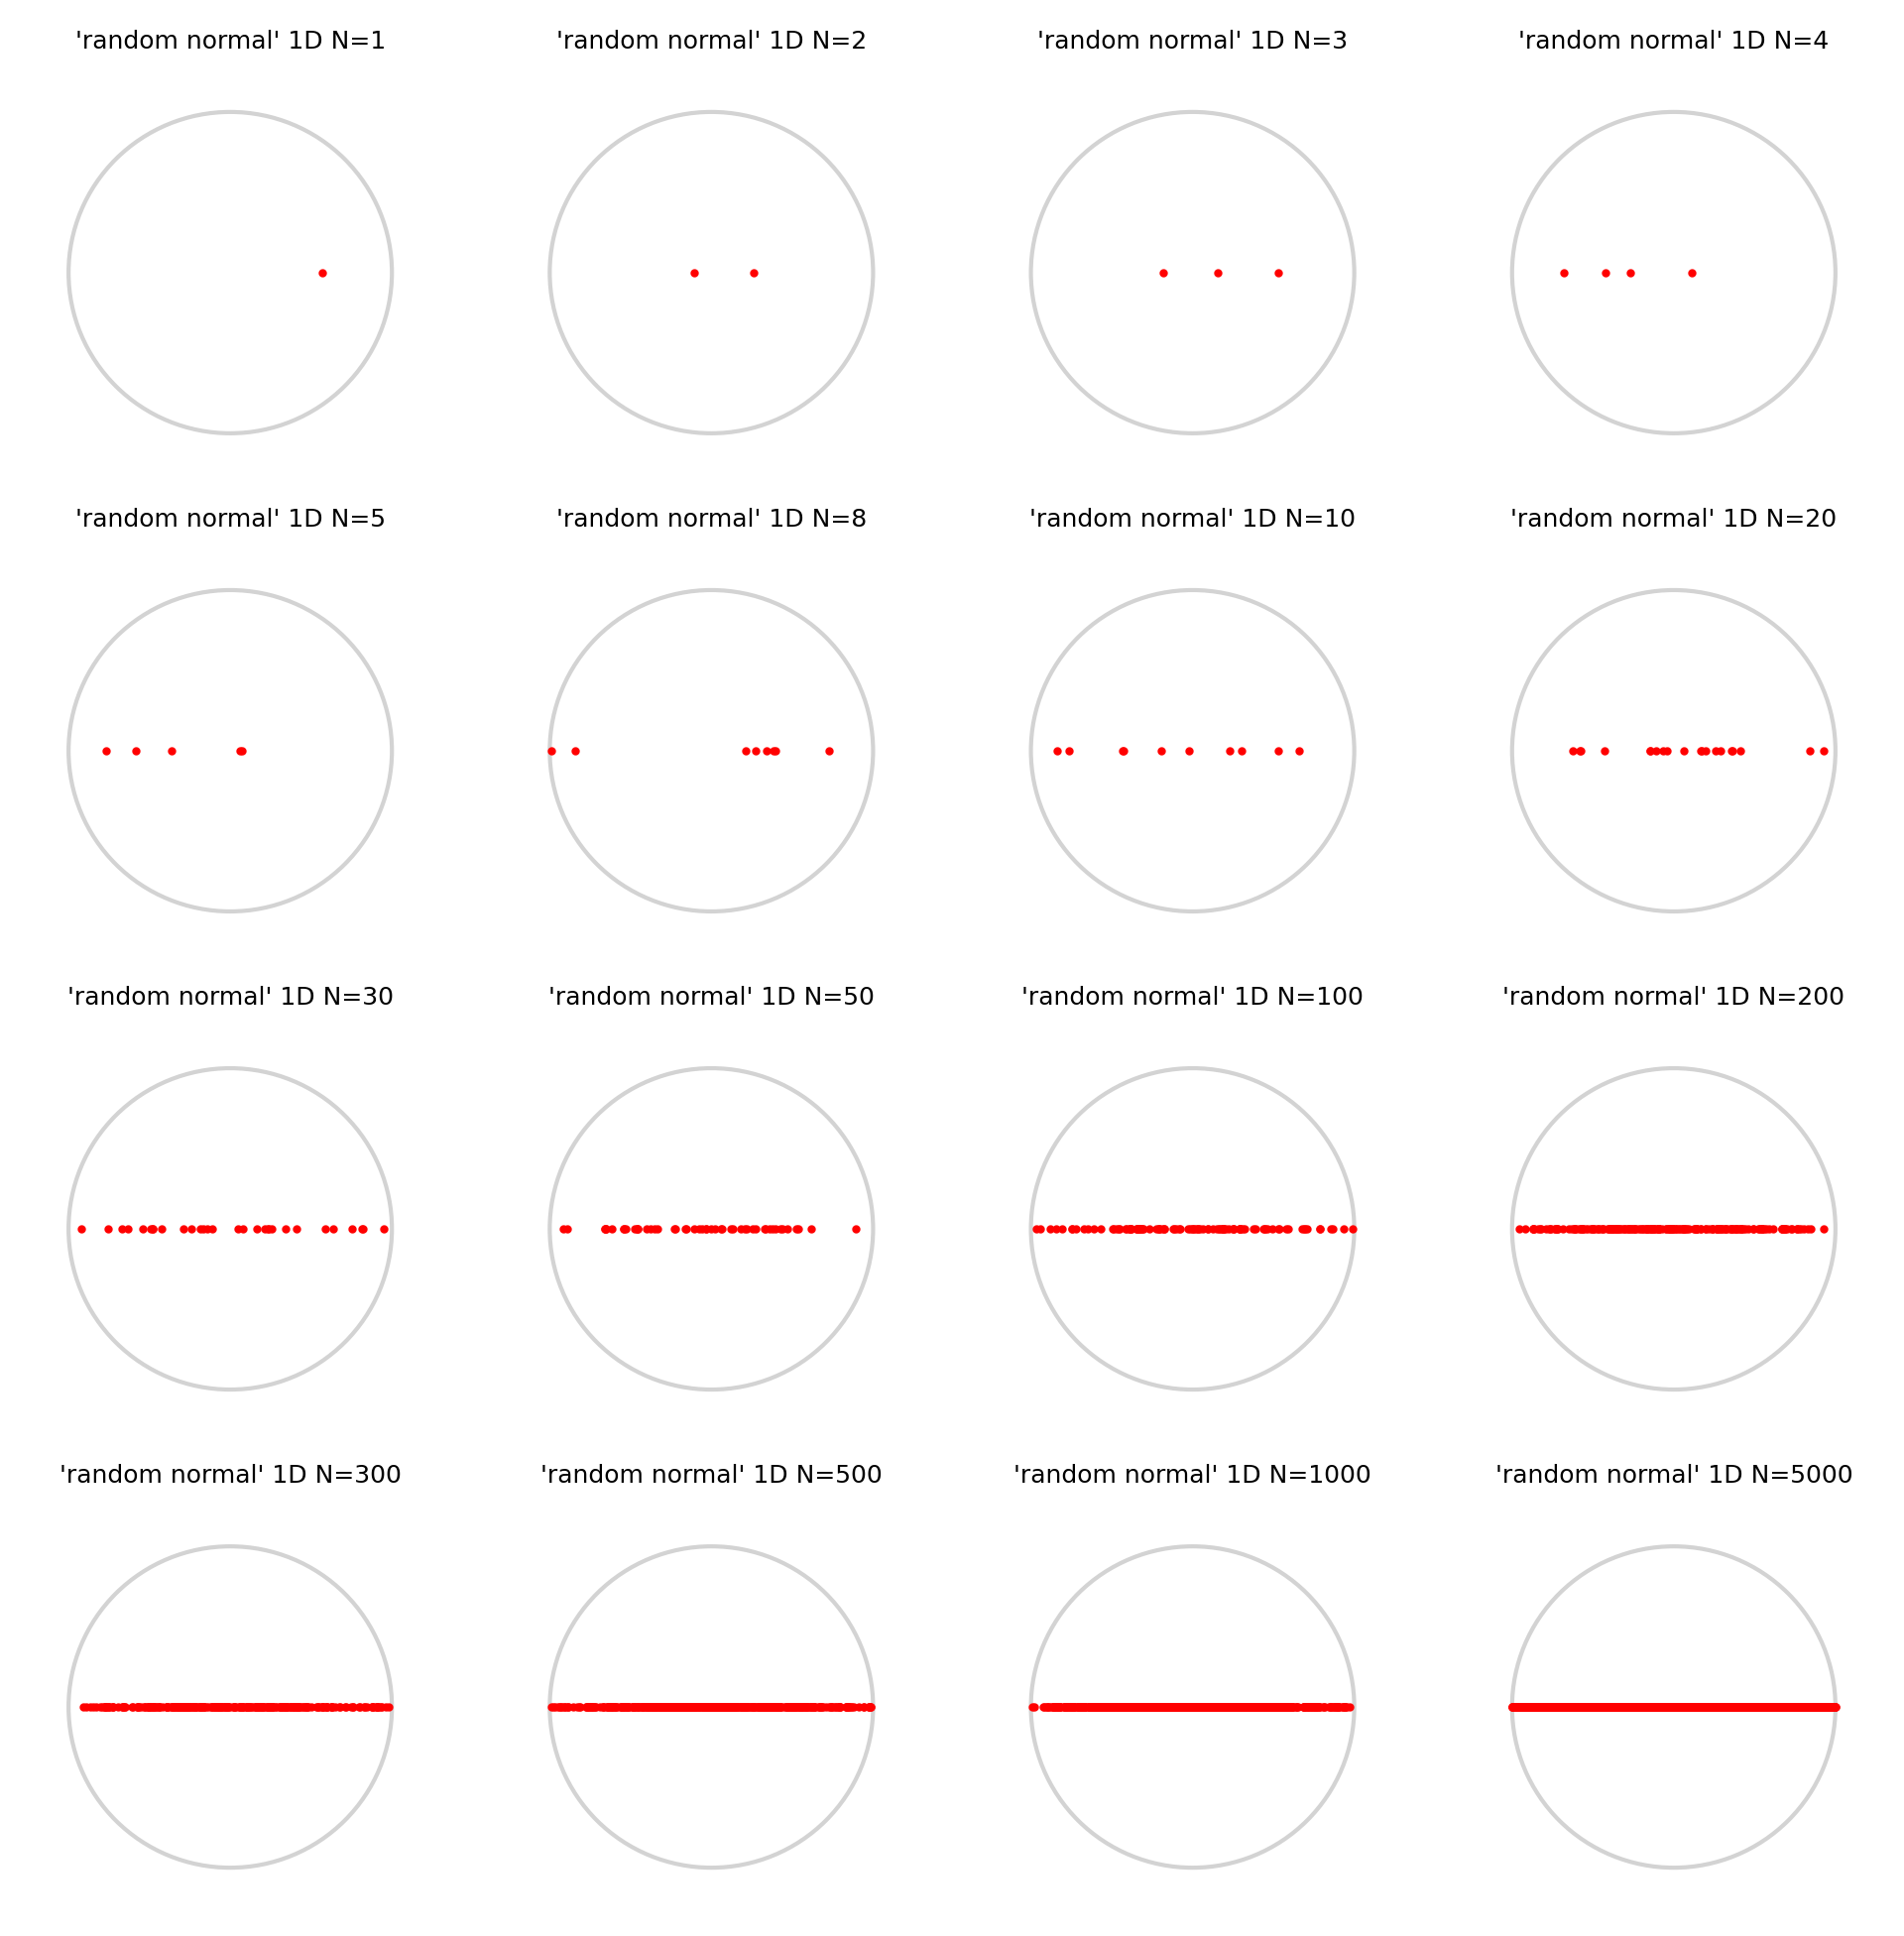 'random normal' 1D N=1
'random normal' 1D N=2
'random normal' 1D N=3
'random normal' 1D N=4
'random normal' 1D N=5
'random normal' 1D N=8
'random normal' 1D N=10
'random normal' 1D N=20
'random normal' 1D N=30
'random normal' 1D N=50
'random normal' 1D N=100
'random normal' 1D N=200
'random normal' 1D N=300
'random normal' 1D N=500
'random normal' 1D N=1000
'random normal' 1D N=5000